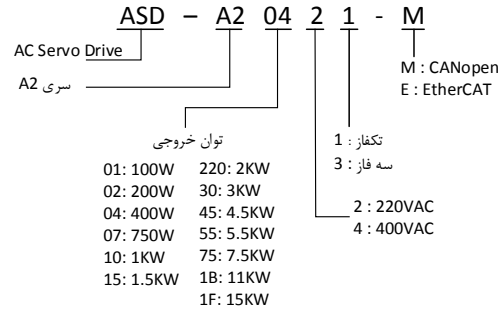 ASD – A2 04 2 1 - M
AC Servo Drive
M : CANopen
E : EtherCAT
سری A2
توان خروجی
01: 100W
02: 200W
04: 400W
07: 750W
10: 1KW
15: 1.5KW
220: 2KW
30: 3KW
45: 4.5KW
55: 5.5KW
75: 7.5KW
1B: 11KW
1F: 15KW
تکفاز : 1
سه فاز : 3
2 : 220VAC
4 : 400VAC